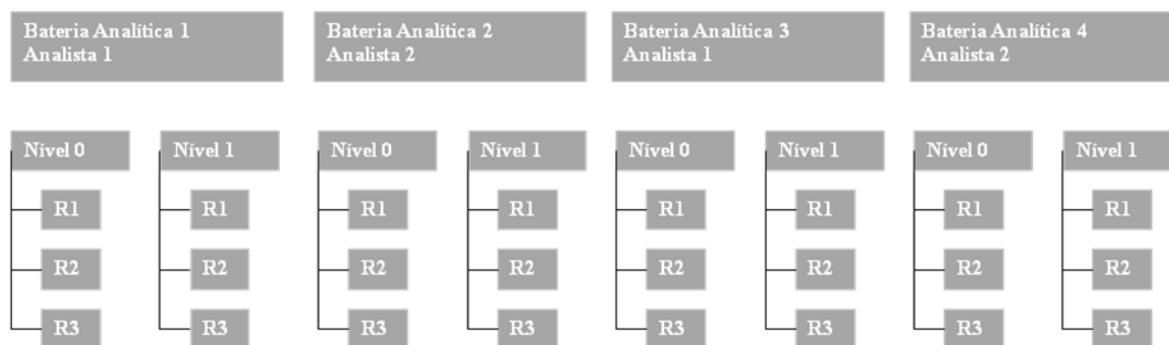 Bateria Analítica 1
Analista 1
Bateria Analítica 2
Analista 2
Bateria Analítica 3
Analista 1
Bateria Analítica 4
Analista 2
Nível 0
Nível 1
Nível 0
Nível 1
Nível 0
Nível 1
Nível 0
Nível 1
R1
R1
R1
R1
R1
R1
R1
R1
R2
R2
R2
R2
R2
R2
R2
R2
R3
R3
R3
R3
R3
R3
R3
R3